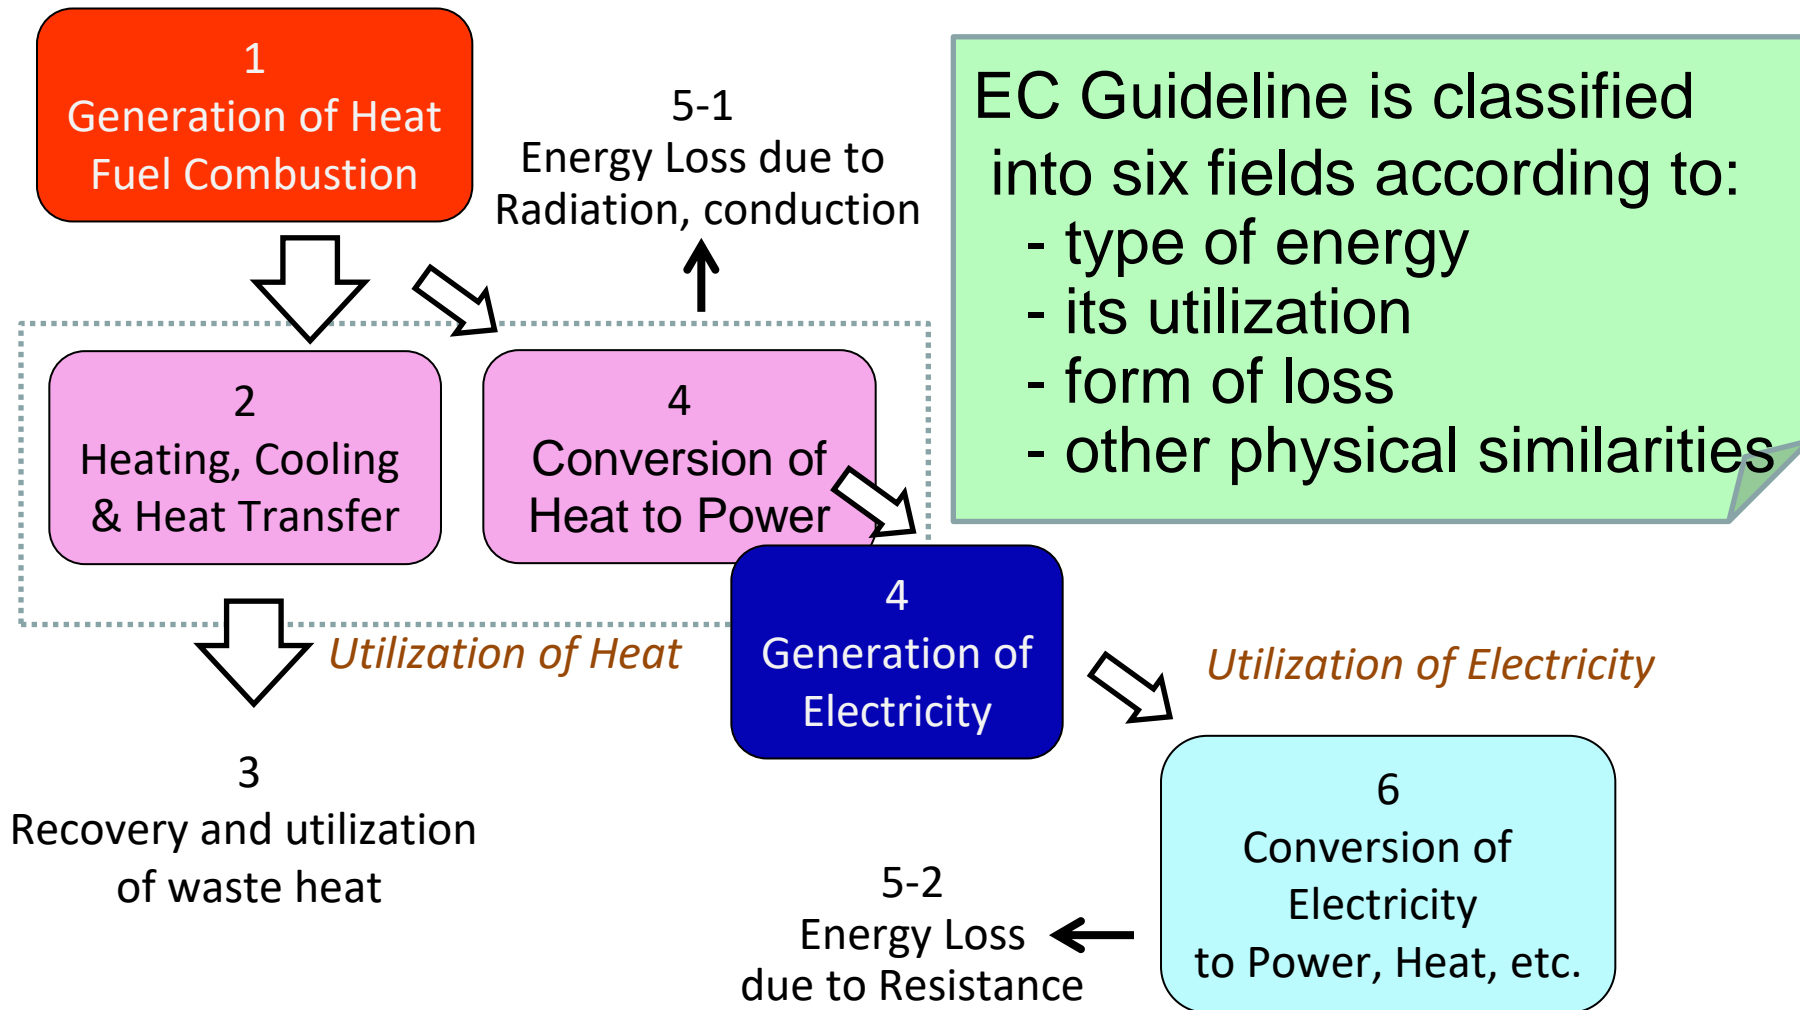 1
Generation of Heat
Fuel Combustion
5-1
Energy Loss due to
Radiation, conduction
EC Guideline is classified
into six fields according to:
- type of energy
- its utilization
- form of loss
- other physical similarities
2
Heating, Cooling
& Heat Transfer
4
Conversion of
Heat to Power
Utilization of Heat
4
Generation of
Electricity
Utilization of Electricity
3
Recovery and utilization
of waste heat
5-2
Energy Loss
due to Resistance
6
Conversion of
Electricity
to Power, Heat, etc.